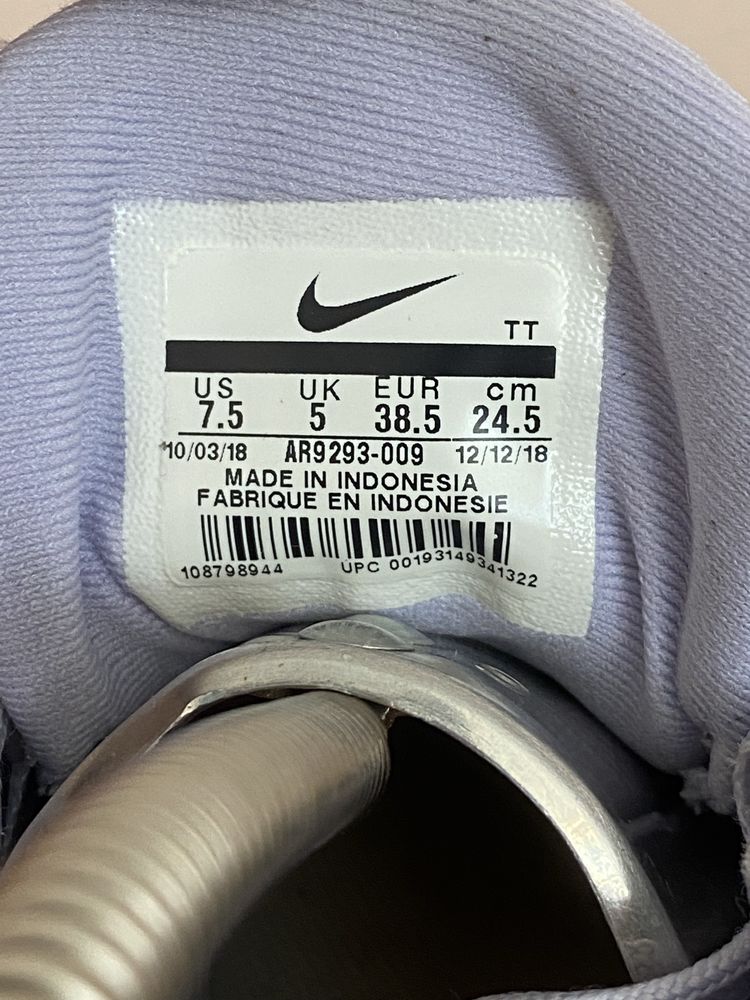 TT
US UK EUR cm
7.5 5 38.5 24.5
10/03/18 AR9293-009 12/12/18
MADE IN INDONESIA
FABRIQUE EN INDONESIE
108798944 UPC 00193149341322